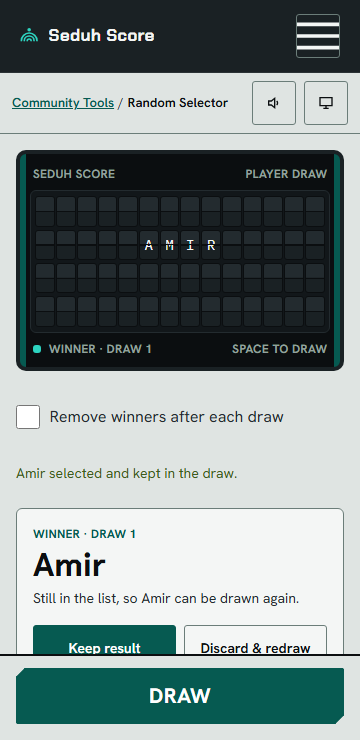 Seduh Score
Community Tools / Random Selector
SEDUH SCORE PLAYER DRAW
AMIR
WINNER · DRAW 1 SPACE TO DRAW
Remove winners after each draw
Amir selected and kept in the draw.
WINNER · DRAW 1
Amir
Still in the list, so Amir can be drawn again.
Keep result Discard & redraw
DRAW